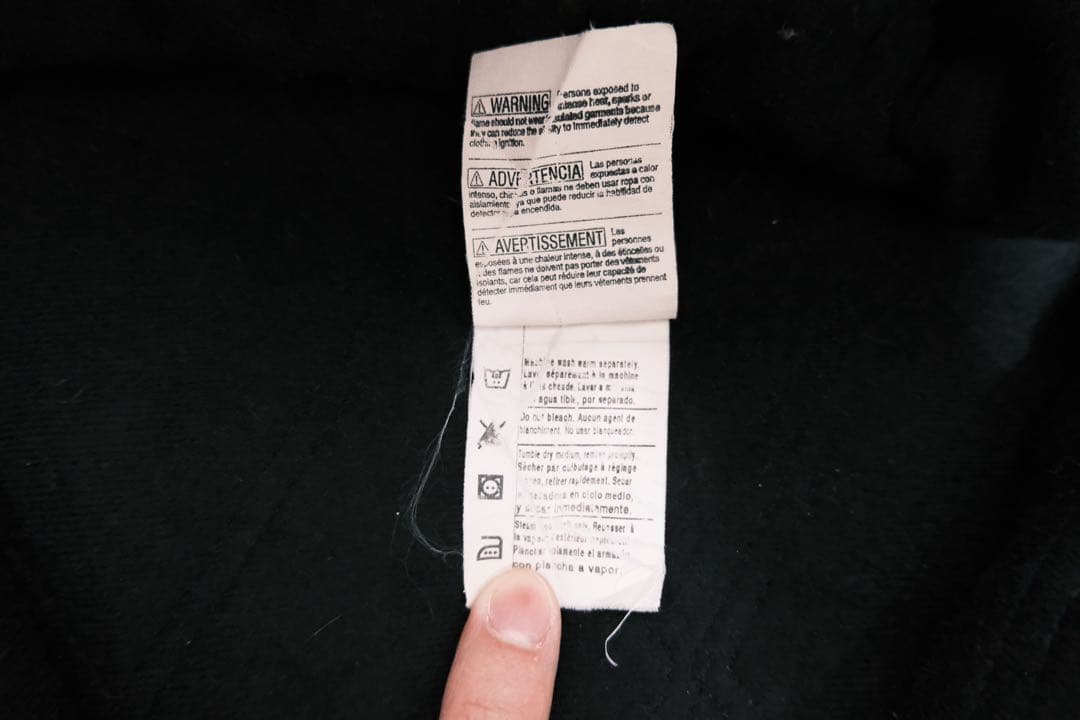 WARNING Persons exposed to
intense heat, sparks or
flame should not wear insulated garments because
they can reduce the ability to immediately detect
clothing ignition.
ADVERTENCIA Las personas
expuestas a calor
intenso, chispas o llamas no deben usar ropa con
aislamiento ya que puede reducir la habilidad de
detectar encendida.
AVERTISSEMENT Les
personnes
exposées à une chaleur intense, à des étincelles ou
à des flammes ne doivent pas porter des vêtements
isolants, car cela peut réduire leur capacité de
détecter immédiament que leurs vêtements prennent
feu.
Machine wash warm separately.
Laver séparément à la machine
à l' chaude. Lavar a
agua tibia, por separado.
Do not bleach. Aucun agent de
blanchiment. No usar blanqueador.
Tumble dry medium, remove promptly.
Sécher par culbutage à réglage
moyen, retirer rapidement. Secar
en ciclo medio,
y sacar inmediatamente.
Steam only. Repasser à
la vapeur l'extérieur
Planchar solamente el
con plancha a vapor.